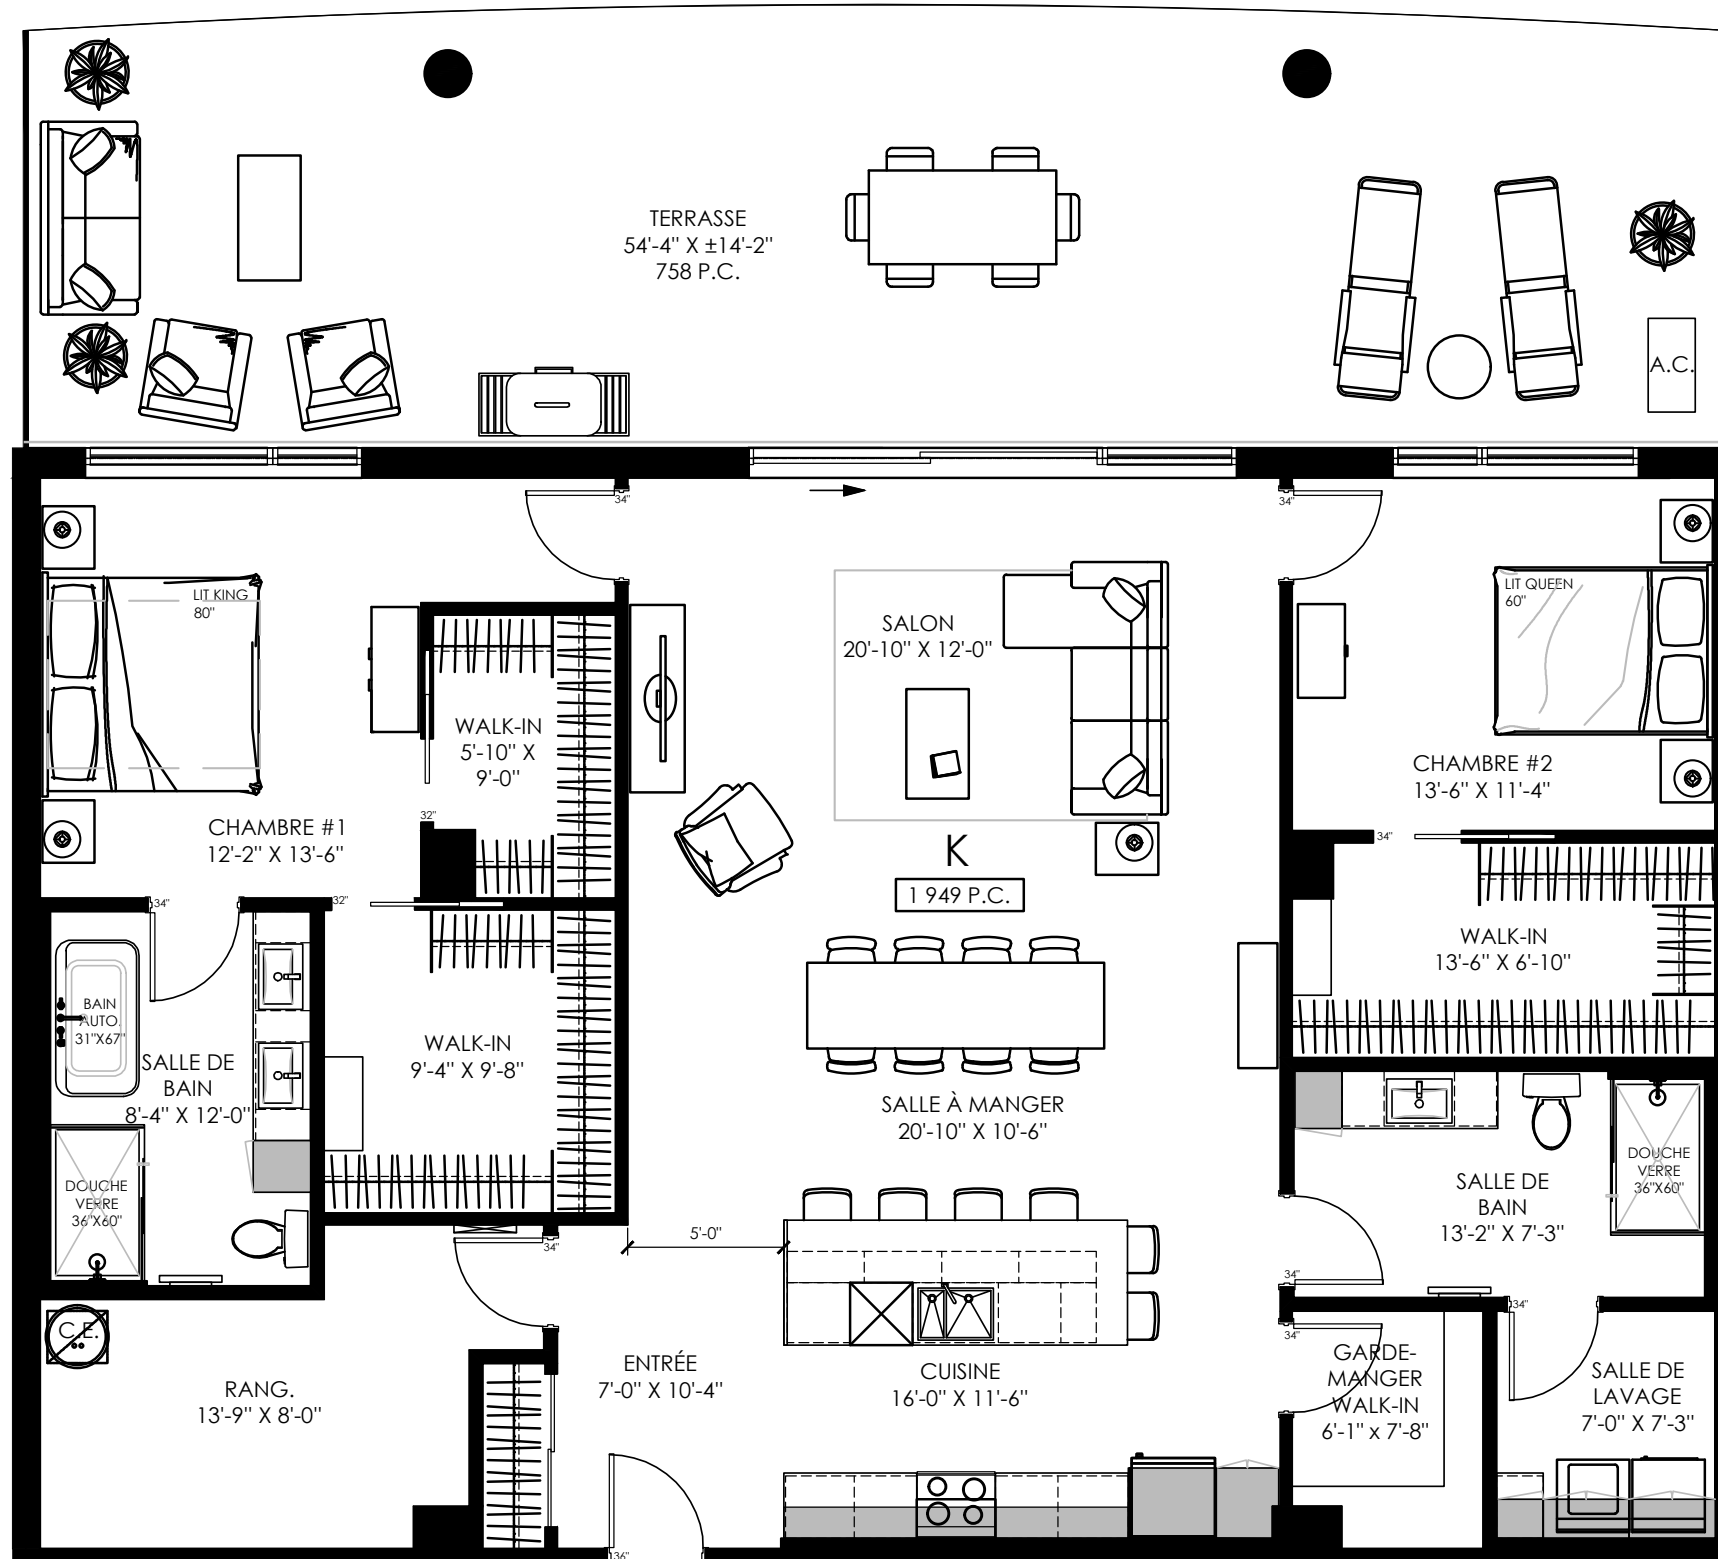 TERRASSE
54'-4" X ±14'-2"
758 P.C.
A.C.
34"
34"
LIT KING
80"
LIT QUEEN
60"
SALON
20'-10" X 12'-0"
WALK-IN
5'-10" X
9'-0"
CHAMBRE #2
13'-6" X 11'-4"
32"
CHAMBRE #1
12'-2" X 13'-6"
34"
K
1 949 P.C.
34"
32"
WALK-IN
13'-6" X 6'-10"
BAIN
AUTO.
31"X67"
WALK-IN
9'-4" X 9'-8"
SALLE DE
BAIN
8'-4" X 12'-0"
SALLE À MANGER
20'-10" X 10'-6"
DOUCHE
VERRE
36"X60"
DOUCHE
VERRE
36"X60"
SALLE DE
BAIN
13'-2" X 7'-3"
5'-0"
34"
34"
34"
34"
C.E.
RANG.
13'-9" X 8'-0"
ENTRÉE
7'-0" X 10'-4"
CUISINE
16'-0" X 11'-6"
GARDE-
MANGER
WALK-IN
6'-1" x 7'-8"
SALLE DE
LAVAGE
7'-0" X 7'-3"
36"